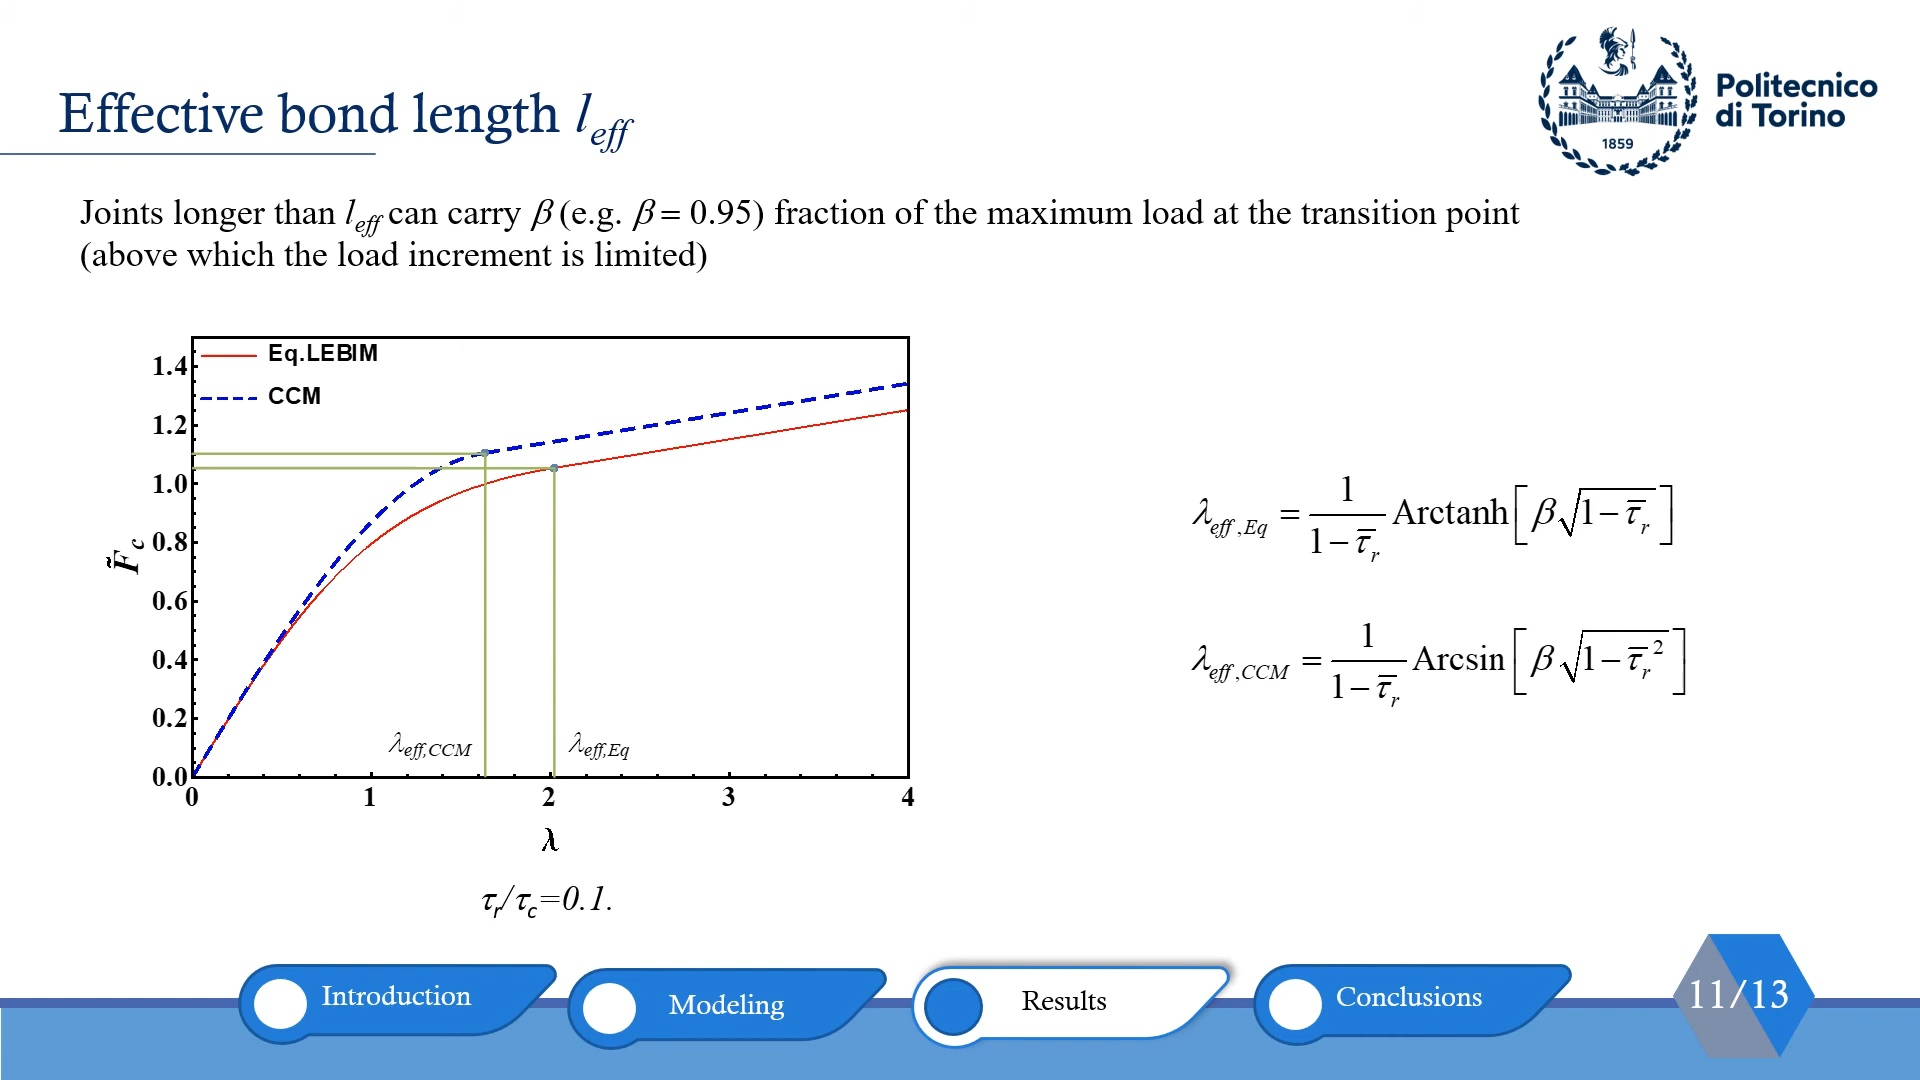 Effective bond length l_eff
1859
Politecnico
di Torino
Joints longer than l_eff can carry β (e.g. β = 0.95) fraction of the maximum load at the transition point
(above which the load increment is limited)
Eq.LEBIM
CCM
1.4
1.2
1.0
0.8
0.6
0.4
0.2
0.0
F̃_c
λ_eff,CCM
λ_eff,Eq
0 1 2 3 4
λ
τ_r/τ_c=0.1.
λ_eff,Eq = 1/(1−τ̄_r) Arctanh[β√(1−τ̄_r)]
λ_eff,CCM = 1/(1−τ̄_r) Arcsin[β√(1−τ̄_r²)]
Introduction
Modeling
Results
Conclusions
11/13